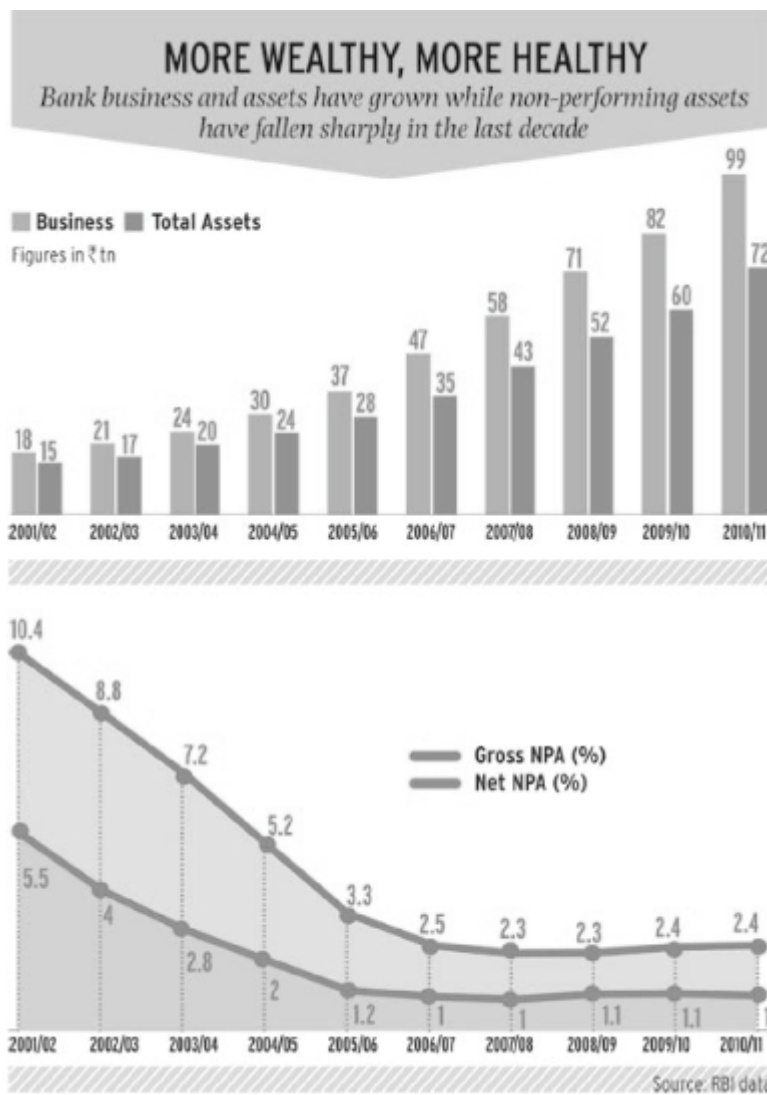 MORE WEALTHY, MORE HEALTHY
Bank business and assets have grown while non-performing assets
have fallen sharply in the last decade
Business Total Assets
Figures in ₹ tn
18 15 21 17 24 20 30 24 37 28 47 35 58 43 71 52 82 60 99 72
2001/02 2002/03 2003/04 2004/05 2005/06 2006/07 2007/08 2008/09 2009/10 2010/11
Gross NPA (%)
Net NPA (%)
10.4 8.8 7.2 5.2 3.3 2.5 2.3 2.3 2.4 2.4
5.5 4 2.8 2 1.2 1 1 1.1 1.1
2001/02 2002/03 2003/04 2004/05 2005/06 2006/07 2007/08 2008/09 2009/10 2010/11
Source: RBI data